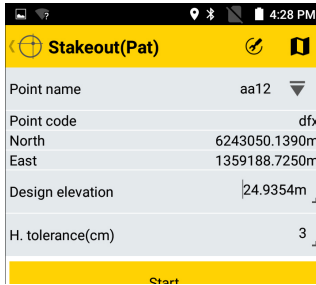 4:28 PM
Stakeout(Pat)
Point name aa12
Point code dfx
North 6243050.1390m
East 1359188.7250m
Design elevation 24.9354m
H. tolerance(cm) 3
Start